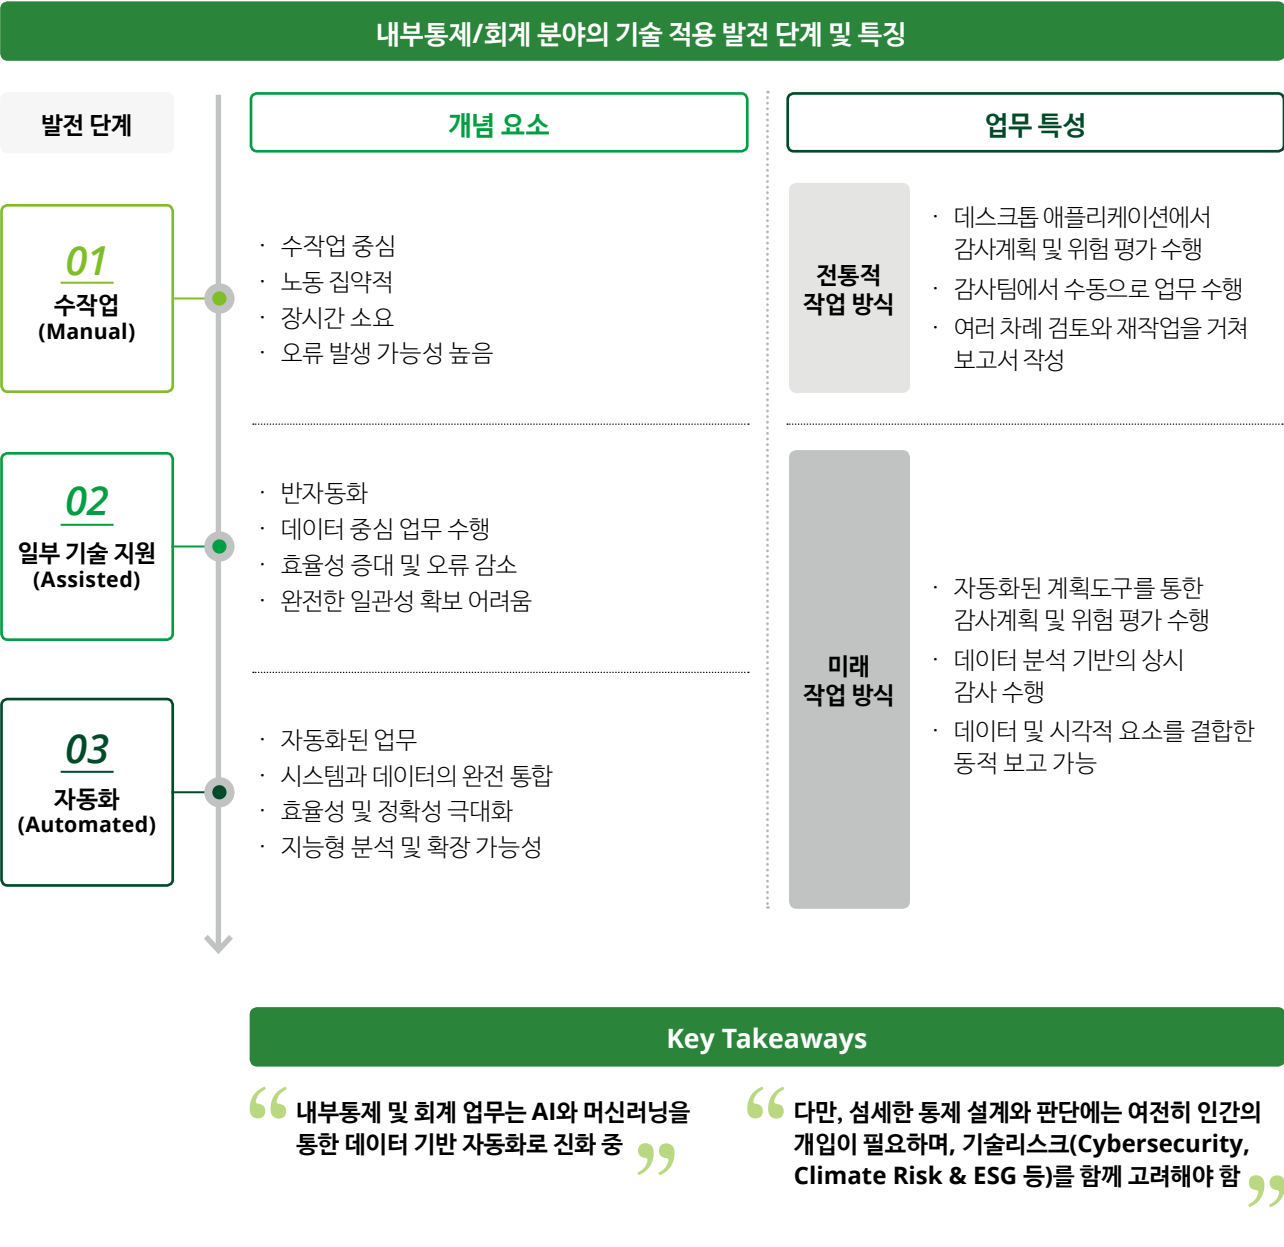 내부통제/회계 분야의 기술 적용 발전 단계 및 특징
발전 단계
개념 요소
업무 특성
01
수작업
(Manual)
· 수작업 중심
· 노동 집약적
· 장시간 소요
· 오류 발생 가능성 높음
전통적
작업 방식
· 데스크톱 애플리케이션에서
감사계획 및 위험 평가 수행
· 감사팀에서 수동으로 업무 수행
· 여러 차례 검토와 재작업을 거쳐
보고서 작성
02
일부 기술 지원
(Assisted)
· 반자동화
· 데이터 중심 업무 수행
· 효율성 증대 및 오류 감소
· 완전한 일관성 확보 어려움
03
자동화
(Automated)
· 자동화된 업무
· 시스템과 데이터의 완전 통합
· 효율성 및 정확성 극대화
· 지능형 분석 및 확장 가능성
미래
작업 방식
· 자동화된 계획도구를 통한
감사계획 및 위험 평가 수행
· 데이터 분석 기반의 상시
감사 수행
· 데이터 및 시각적 요소를 결합한
동적 보고 가능
Key Takeaways
“내부통제 및 회계 업무는 AI와 머신러닝을
통한 데이터 기반 자동화로 진화 중”
“다만, 섬세한 통제 설계와 판단에는 여전히 인간의
개입이 필요하며, 기술리스크(Cybersecurity,
Climate Risk & ESG 등)를 함께 고려해야 함”